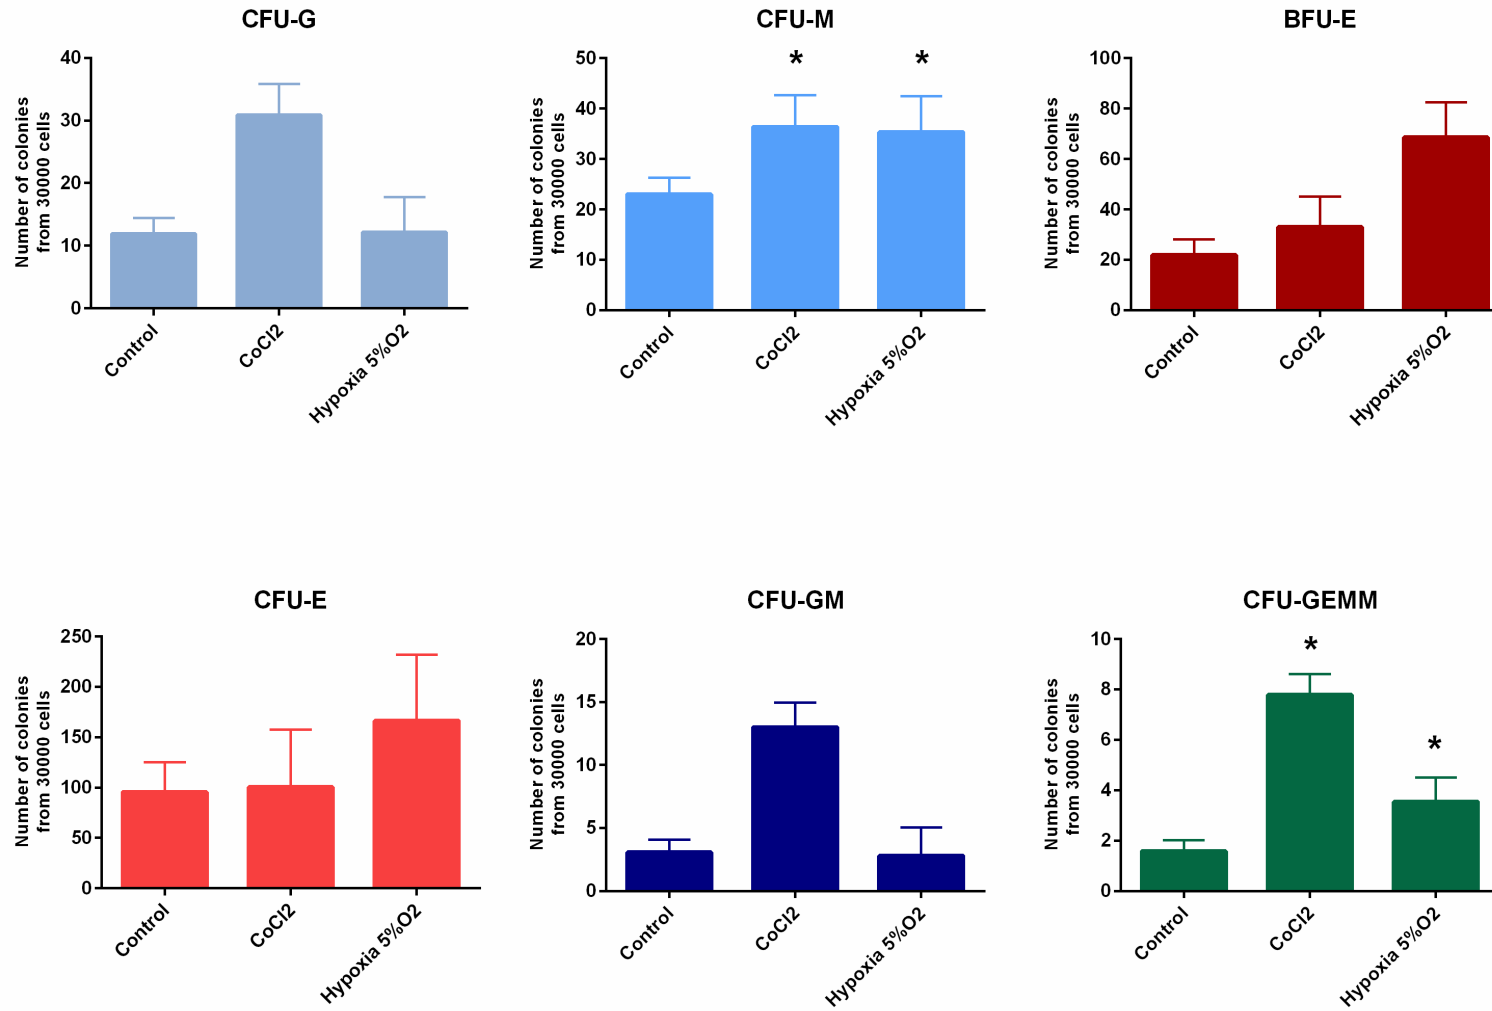 CFU-G
Number of colonies
from 30000 cells
40
30
20
10
0
Control
CoCl2
Hypoxia 5%O2
CFU-M
Number of colonies
from 30000 cells
50
40
30
20
10
0
*
*
Control
CoCl2
Hypoxia 5%O2
BFU-E
Number of colonies
from 30000 cells
100
80
60
40
20
0
Control
CoCl2
Hypoxia 5%O2
CFU-E
Number of colonies
from 30000 cells
250
200
150
100
50
0
Control
CoCl2
Hypoxia 5%O2
CFU-GM
Number of colonies
from 30000 cells
20
15
10
5
0
Control
CoCl2
Hypoxia 5%O2
CFU-GEMM
Number of colonies
from 30000 cells
10
8
6
4
2
0
*
*
Control
CoCl2
Hypoxia 5%O2